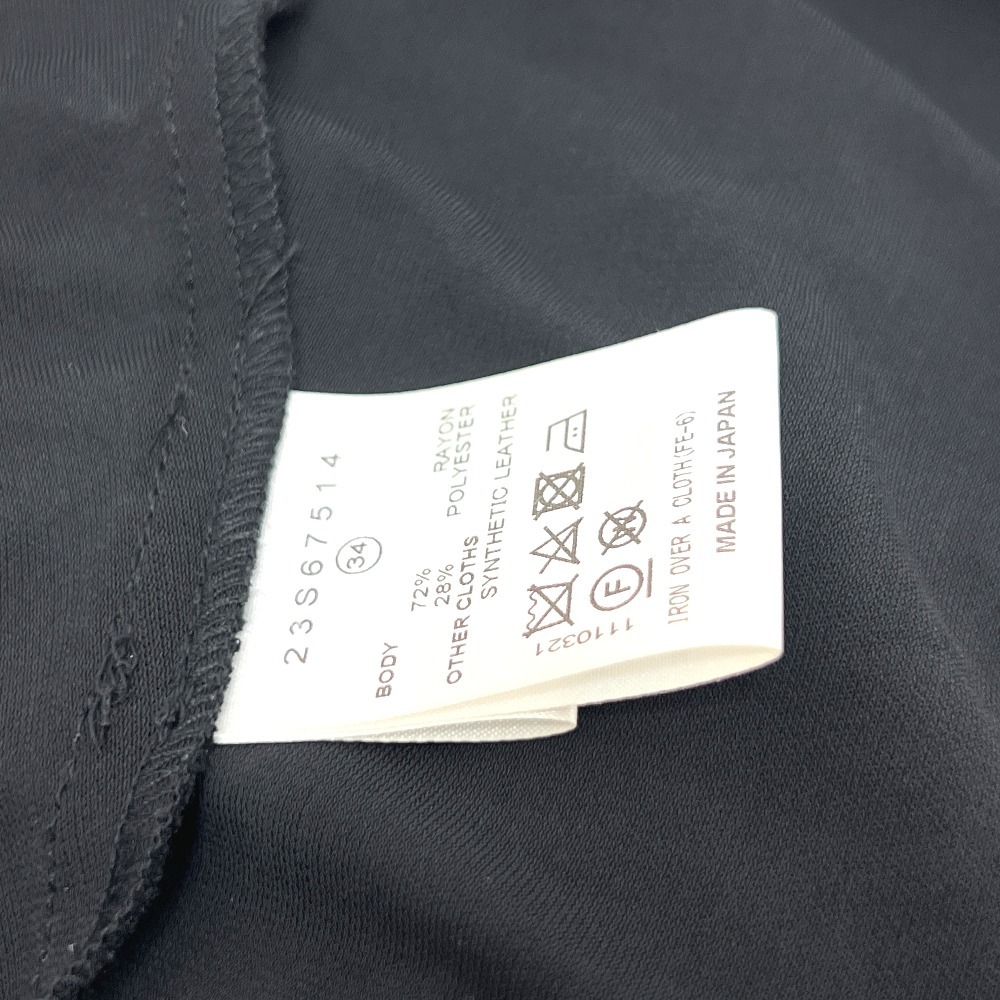 23S67514
34
BODY
RAYON
72%
POLYESTER
28%
OTHER CLOTHS
SYNTHETIC LEATHER
F
1110321
IRON OVER A CLOTH(FE-6)
MADE IN JAPAN